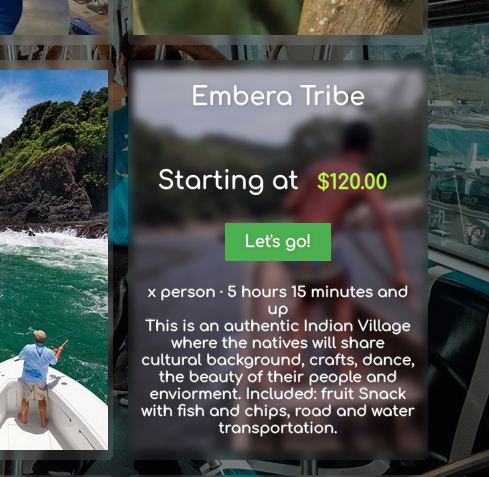 Embera Tribe
Starting at $120.00
Let's go!
x person · 5 hours 15 minutes and
up
This is an authentic Indian Village
where the natives will share
cultural background, crafts, dance,
the beauty of their people and
enviorment. Included: fruit Snack
with fish and chips, road and water
transportation.